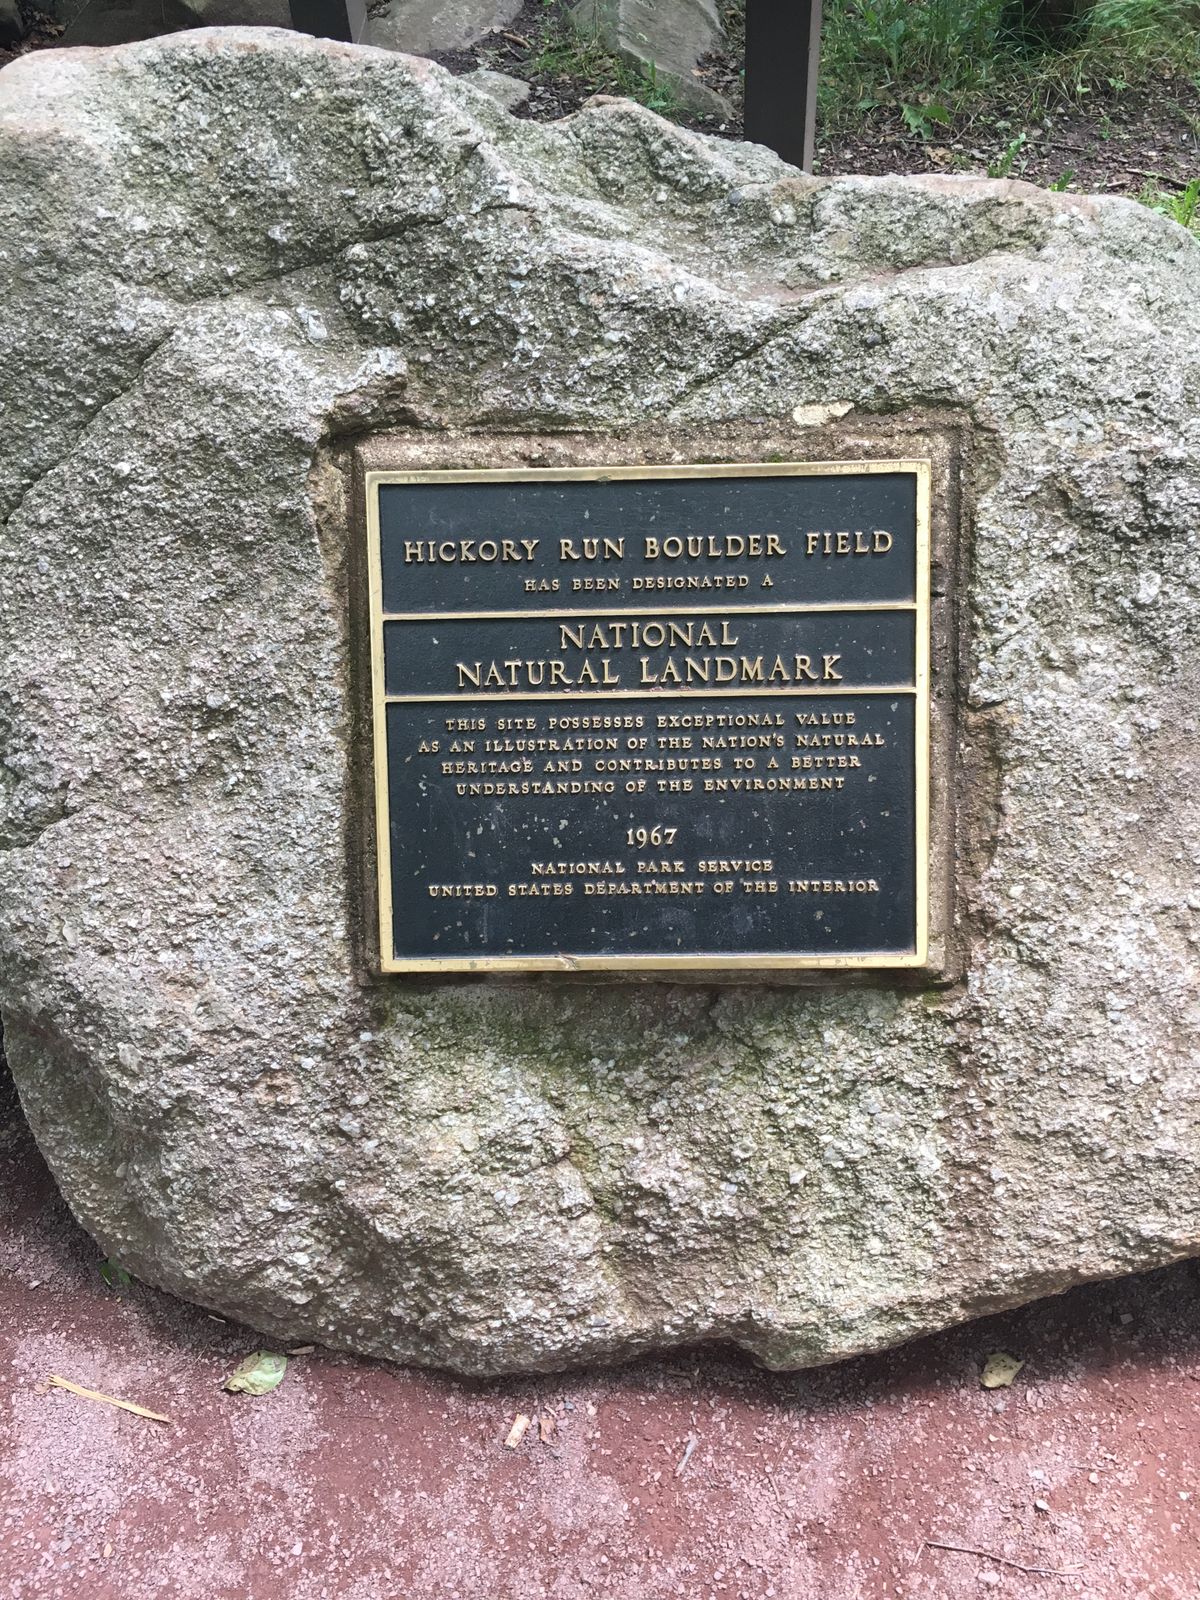 HICKORY RUN BOULDER FIELD
HAS BEEN DESIGNATED A
NATIONAL
NATURAL LANDMARK
THIS SITE POSSESSES EXCEPTIONAL VALUE
AS AN ILLUSTRATION OF THE NATION'S NATURAL
HERITAGE AND CONTRIBUTES TO A BETTER
UNDERSTANDING OF THE ENVIRONMENT
1967
NATIONAL PARK SERVICE
UNITED STATES DEPARTMENT OF THE INTERIOR